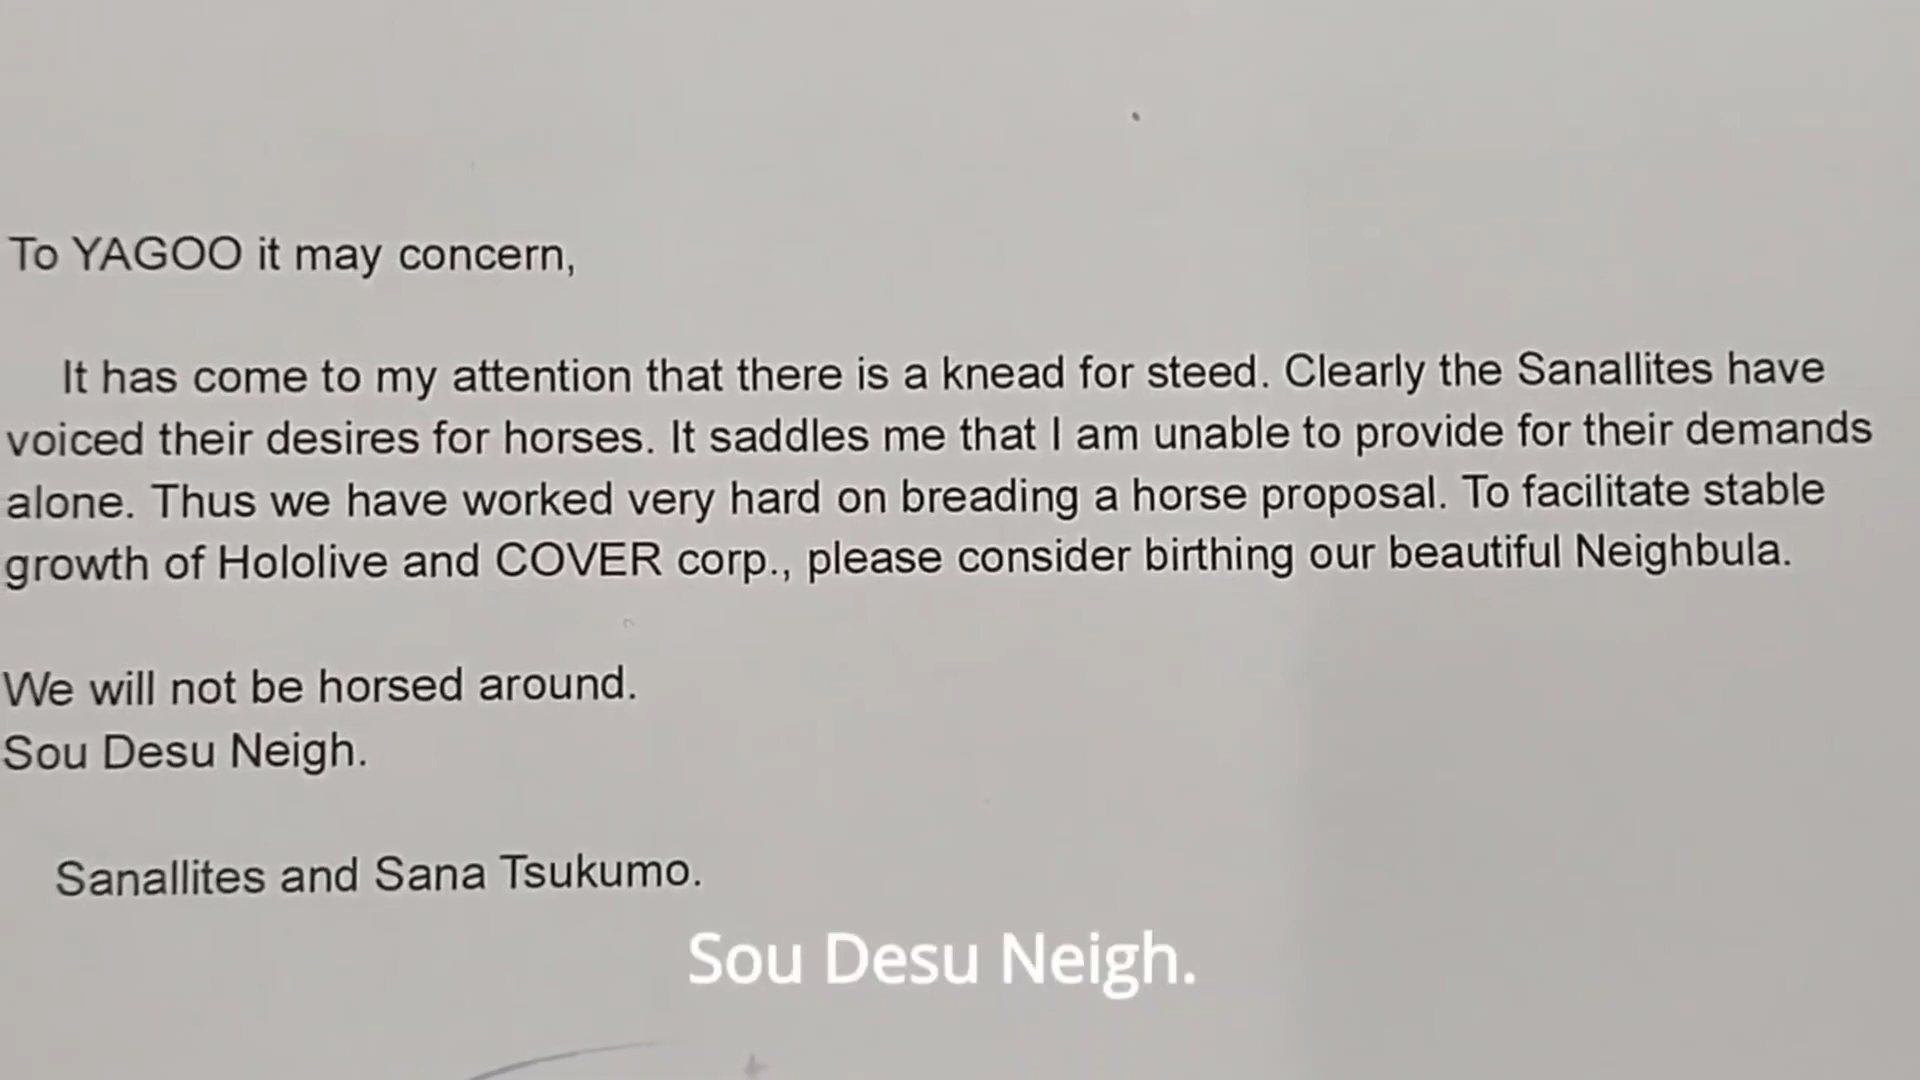 To YAGOO it may concern,
It has come to my attention that there is a knead for steed. Clearly the Sanallites have
voiced their desires for horses. It saddles me that I am unable to provide for their demands
alone. Thus we have worked very hard on breading a horse proposal. To facilitate stable
growth of Hololive and COVER corp., please consider birthing our beautiful Neighbula.
We will not be horsed around.
Sou Desu Neigh.
Sanallites and Sana Tsukumo.
Sou Desu Neigh.